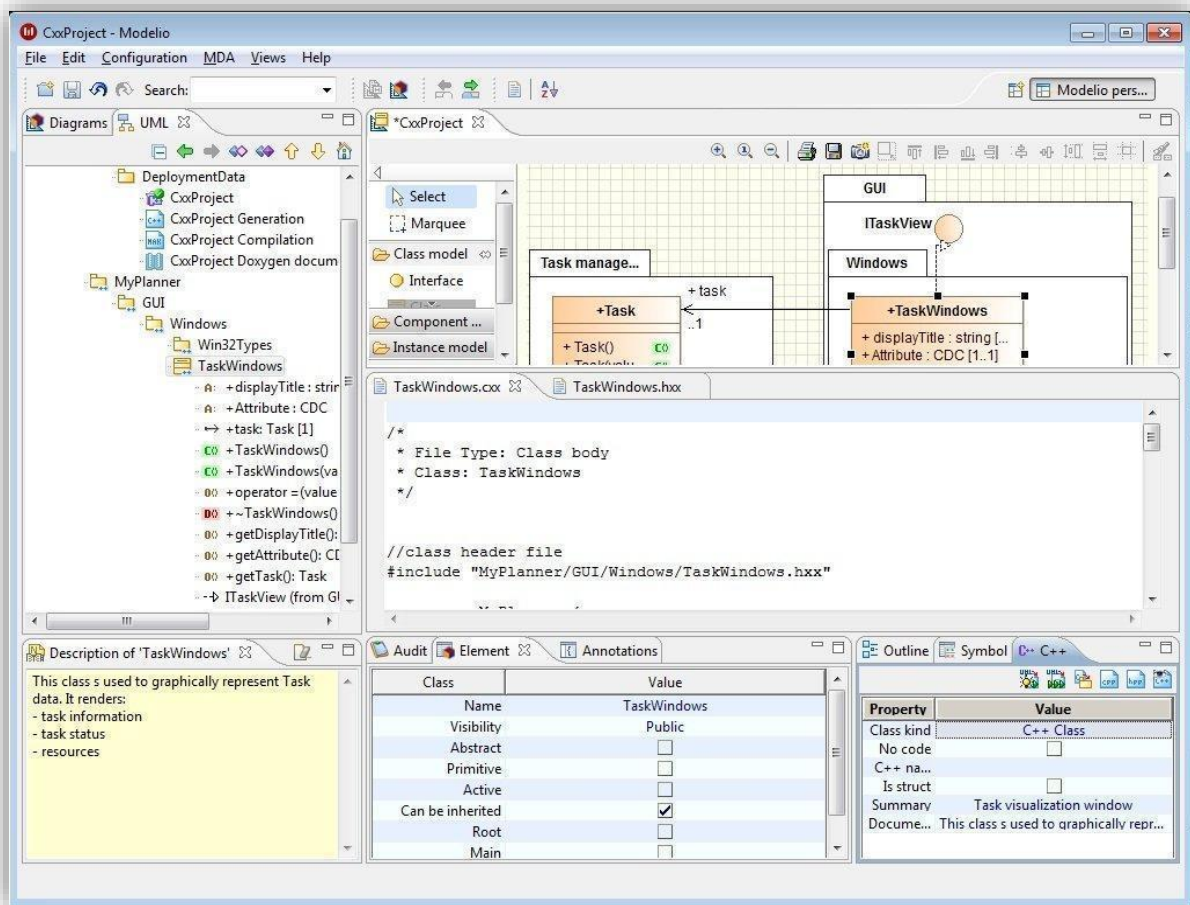 CxxProject - Modelio
File Edit Configuration MDA Views Help
Search:
Modelio pers...
Diagrams UML
DeploymentData
CxxProject
CxxProject Generation
CxxProject Compilation
CxxProject Doxygen docum
MyPlanner
GUI
Windows
Win32Types
TaskWindows
+displayTitle : strin
+Attribute : CDC
+task: Task [1]
+TaskWindows()
+TaskWindows(va
+operator =(value
+~TaskWindows()
+getDisplayTitle():
+getAttribute(): CD
+getTask(): Task
ITaskView (from GU
*CxxProject
Select
Marquee
Class model
Interface
Component ...
Instance model
Task manage...
+Task
+ Task()
+ task
..1
GUI
ITaskView
Windows
+TaskWindows
+ displayTitle : string [...
+ Attribute : CDC [1..1]
TaskWindows.cxx TaskWindows.hxx
/*
* File Type: Class body
* Class: TaskWindows
*/
//class header file
#include "MyPlanner/GUI/Windows/TaskWindows.hxx"
Description of 'TaskWindows'
This class s used to graphically represent Task
data. It renders:
- task information
- task status
- resources
Audit Element Annotations
Class Value
Name TaskWindows
Visibility Public
Abstract
Primitive
Active
Can be inherited
Root
Main
Outline Symbol C++
Property Value
Class kind C++ Class
No code
C++ na...
Is struct
Summary Task visualization window
Docume... This class s used to graphically repr...